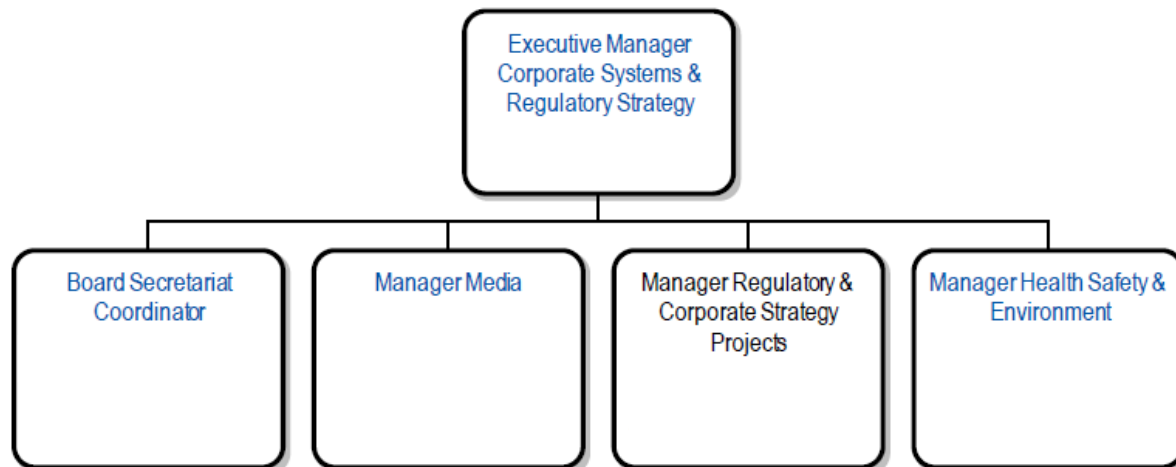 Executive Manager
Corporate Systems &
Regulatory Strategy
Board Secretariat
Coordinator
Manager Media
Manager Regulatory &
Corporate Strategy
Projects
Manager Health Safety &
Environment